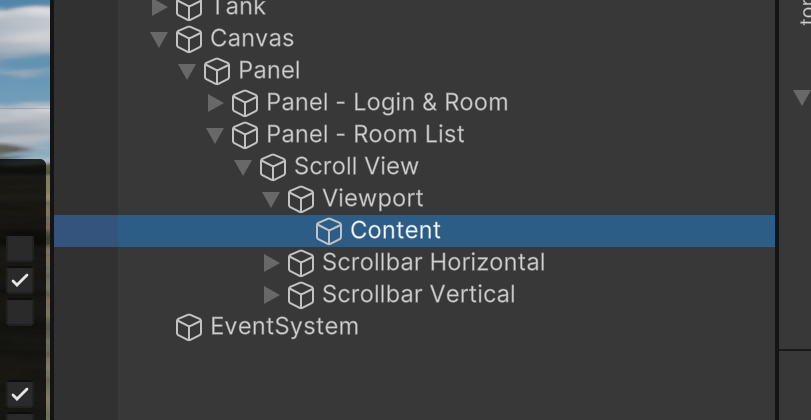 Tank
Canvas
Panel
Panel - Login & Room
Panel - Room List
Scroll View
Viewport
Content
Scrollbar Horizontal
Scrollbar Vertical
EventSystem